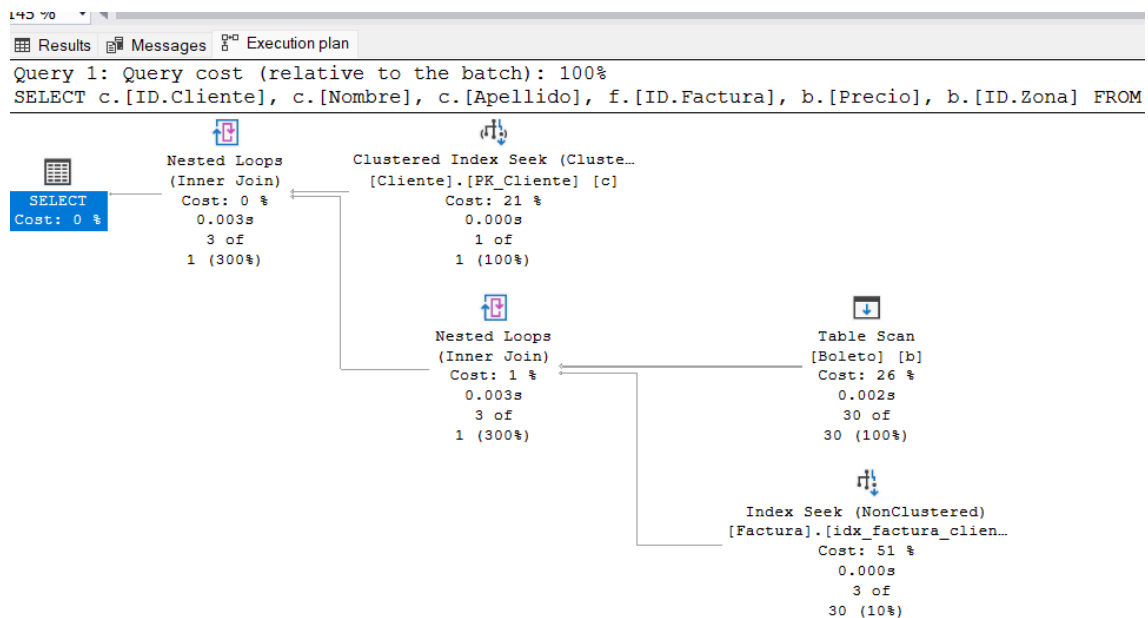 145 %
Results Messages Execution plan
Query 1: Query cost (relative to the batch): 100%
SELECT c.[ID.Cliente], c.[Nombre], c.[Apellido], f.[ID.Factura], b.[Precio], b.[ID.Zona] FROM
SELECT
Cost: 0 %
Nested Loops
(Inner Join)
Cost: 0 %
0.003s
3 of
1 (300%)
Clustered Index Seek (Cluste…
[Cliente].[PK_Cliente] [c]
Cost: 21 %
0.000s
1 of
1 (100%)
Nested Loops
(Inner Join)
Cost: 1 %
0.003s
3 of
1 (300%)
Table Scan
[Boleto] [b]
Cost: 26 %
0.002s
30 of
30 (100%)
Index Seek (NonClustered)
[Factura].[idx_factura_clien…
Cost: 51 %
0.000s
3 of
30 (10%)